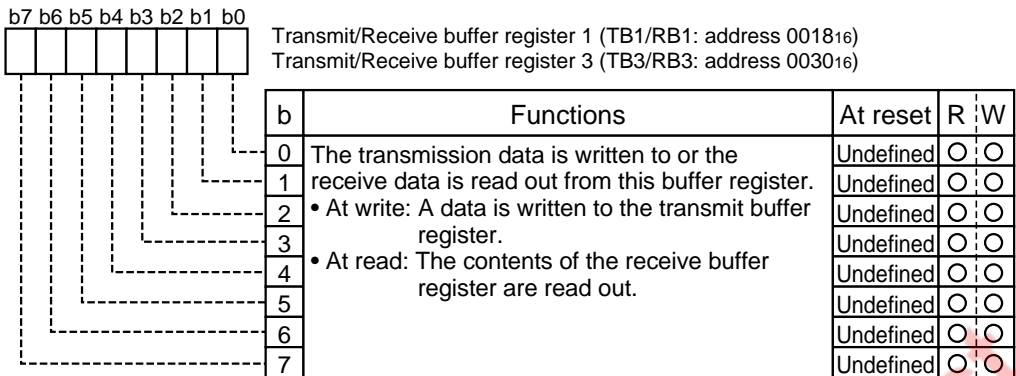 b7 b6 b5 b4 b3 b2 b1 b0
Transmit/Receive buffer register 1 (TB1/RB1: address 001816)
Transmit/Receive buffer register 3 (TB3/RB3: address 003016)
b Functions At reset R W
0 The transmission data is written to or the Undefined O O
1 receive data is read out from this buffer register. Undefined O O
2 • At write: A data is written to the transmit buffer Undefined O O
3 register. Undefined O O
4 • At read: The contents of the receive buffer Undefined O O
5 register are read out. Undefined O O
6 Undefined O O
7 Undefined O O